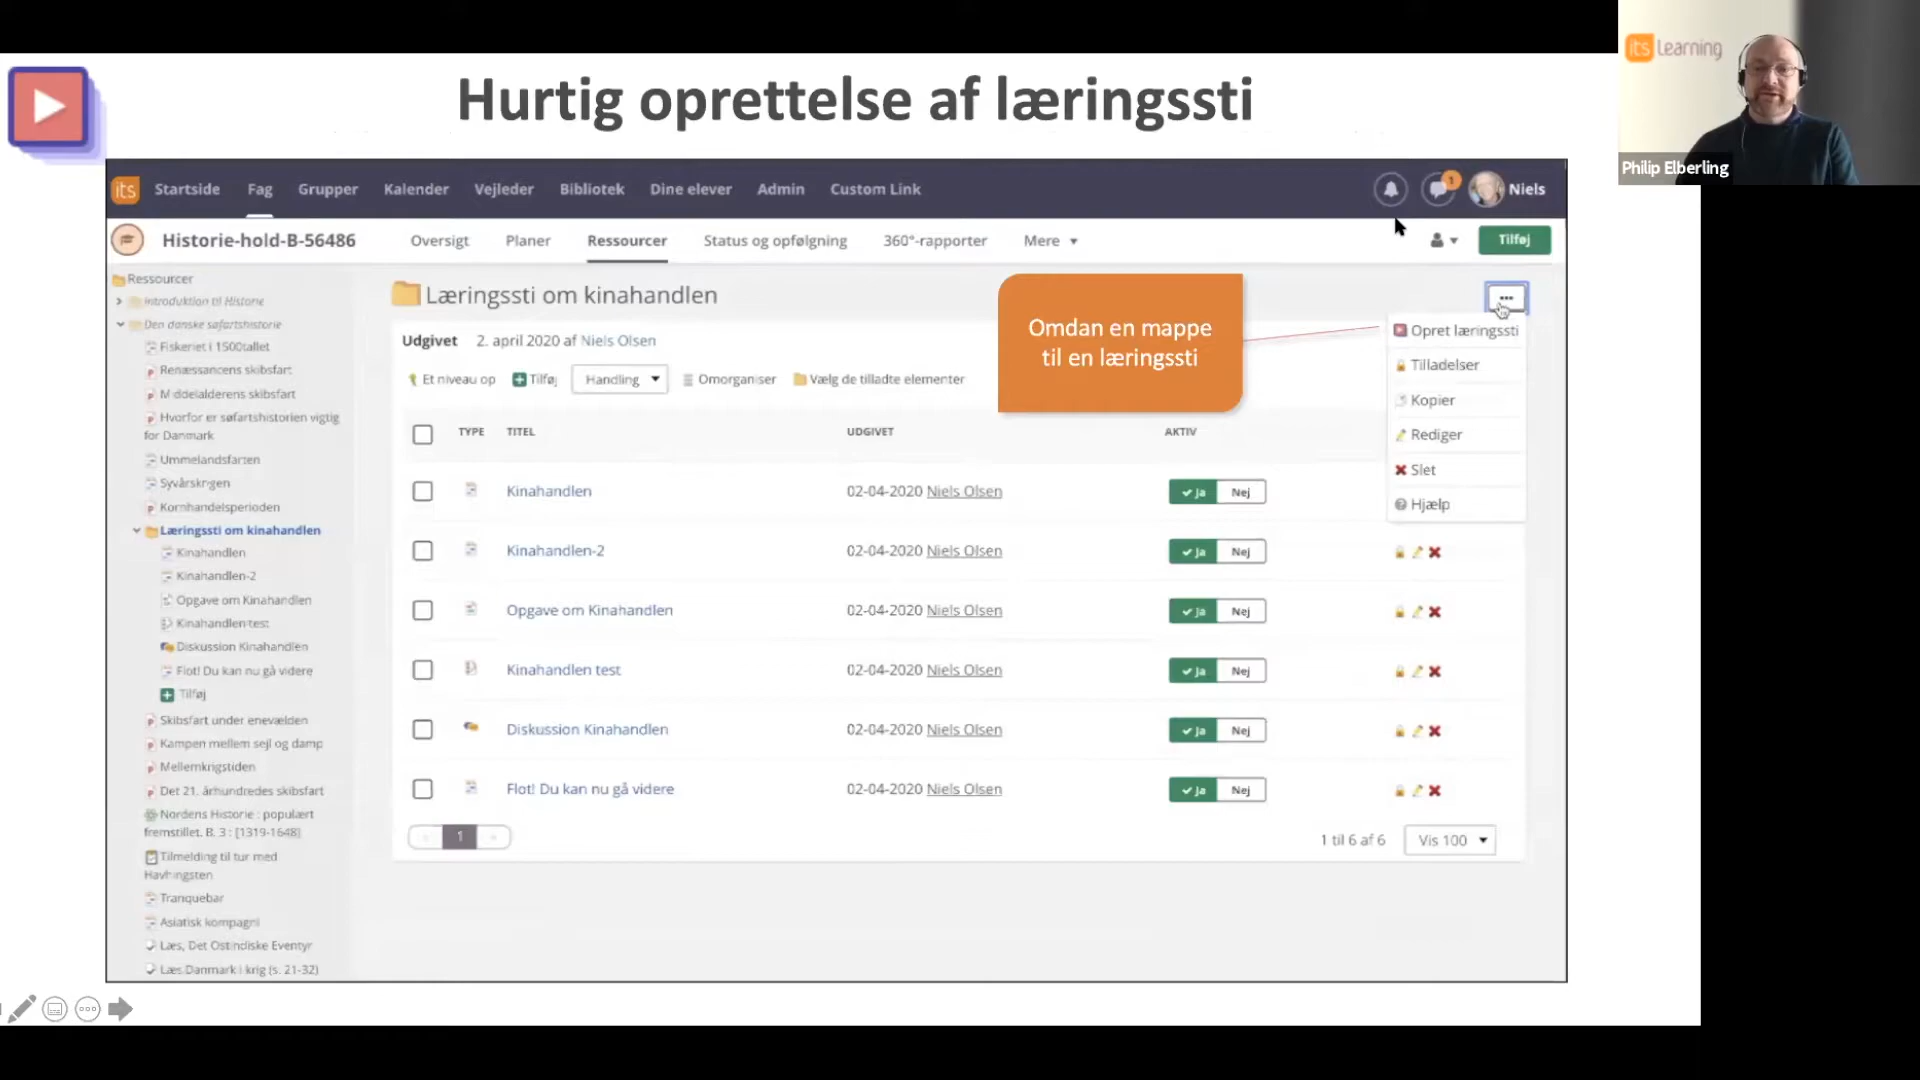 its Learning
Philip Elberling
Hurtig oprettelse af læringssti
its Startside Fag Grupper Kalender Vejleder Bibliotek Dine elever Admin Custom Link 1 Niels
Historie-hold-B-56486 Oversigt Planer Ressourcer Status og opfølgning 360°-rapporter Mere Tilføj
Ressourcer
Introduktion til Historie
Den danske søfartshistorie
Fiskeriet i 1500tallet
Renæssancens skibsfart
Middelalderens skibsfart
Hvorfor er søfartshistorien vigtig
for Danmark
Ummelandsfarten
Syvårskrigen
Kornhandelsperioden
Læringssti om kinahandlen
Kinahandlen
Kinahandlen-2
Opgave om Kinahandlen
Kinahandlen test
Diskussion Kinahandlen
Flot! Du kan nu gå videre
Tilføj
Skibsfart under enevælden
Kampen mellem sejl og damp
Mellemkrigstiden
Det 21. århundredes skibsfart
Nordens Historie : populært
fremstillet. B. 3 : [1319-1648)
Tilmelding til tur med
Havhingsten
Tranquebar
Asiatisk kompagni
Læs, Det Ostindiske Eventyr
Læs Danmark i krig (s. 21-32)
Læringssti om kinahandlen
Udgivet 2. april 2020 af Niels Olsen
Et niveau op Tilføj Handling Omorganiser Vælg de tilladte elementer
Omdan en mappe
til en læringssti
Opret læringssti
Tilladelser
Kopier
Rediger
Slet
Hjælp
TYPE TITEL UDGIVET AKTIV
Kinahandlen 02-04-2020 Niels Olsen Ja Nej
Kinahandlen-2 02-04-2020 Niels Olsen Ja Nej
Opgave om Kinahandlen 02-04-2020 Niels Olsen Ja Nej
Kinahandlen test 02-04-2020 Niels Olsen Ja Nej
Diskussion Kinahandlen 02-04-2020 Niels Olsen Ja Nej
Flot! Du kan nu gå videre 02-04-2020 Niels Olsen Ja Nej
1 1 til 6 af 6 Vis 100